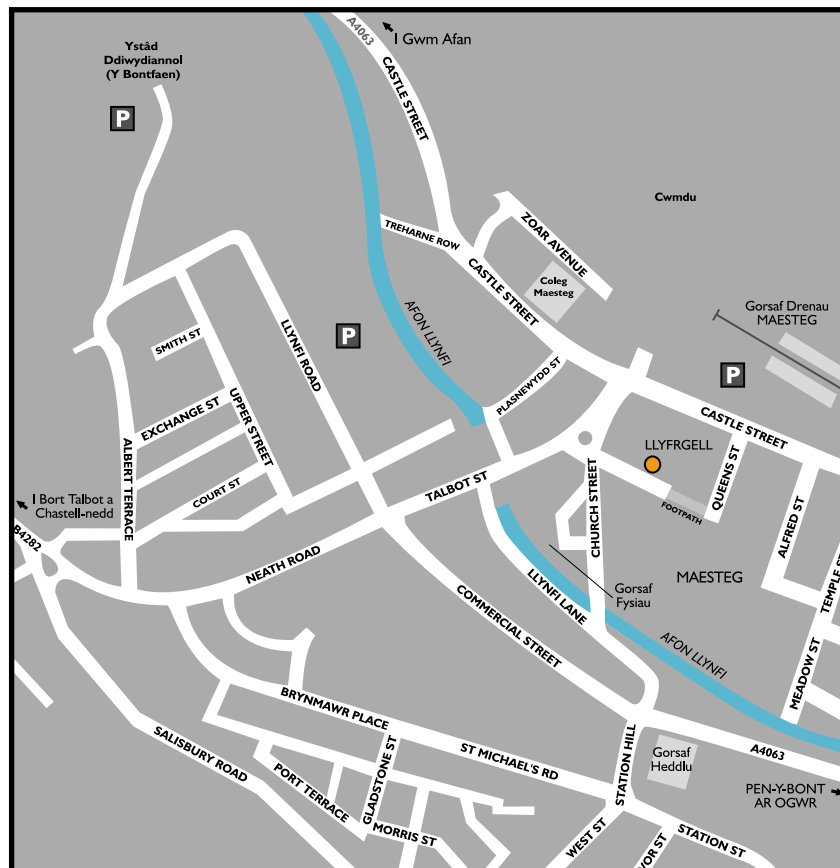 A4063
I Gwm Afan
Ystâd
Ddiwydiannol
(Y Bontfaen)
P
CASTLE STREET
Cwmdu
ZOAR AVENUE
TREHARNE ROW
CASTLE STREET
Coleg
Maesteg
Gorsaf Drenau
MAESTEG
AFON LLYNFI
P
LLYNFI ROAD
SMITH ST
P
PLASNEWYDD ST
UPPER STREET
EXCHANGE ST
CASTLE STREET
ALBERT TERRACE
LLYFRGELL
QUEENS ST
COURT ST
TALBOT ST
I Bort Talbot a
Chastell-nedd
B4282
CHURCH STREET
FOOTPATH
ALFRED ST
NEATH ROAD
MAESTEG
TEMPLE ST
LLYNFI LANE
Gorsaf
Fysiau
COMMERCIAL STREET
AFON LLYNFI
MEADOW ST
BRYNMAWR PLACE
ST MICHAEL'S RD
STATION HILL
A4063
Gorsaf
Heddlu
SALISBURY ROAD
GLADSTONE ST
PORT TERRACE
PEN-Y-BONT
AR OGWR
MORRIS ST
WEST ST
STATION ST